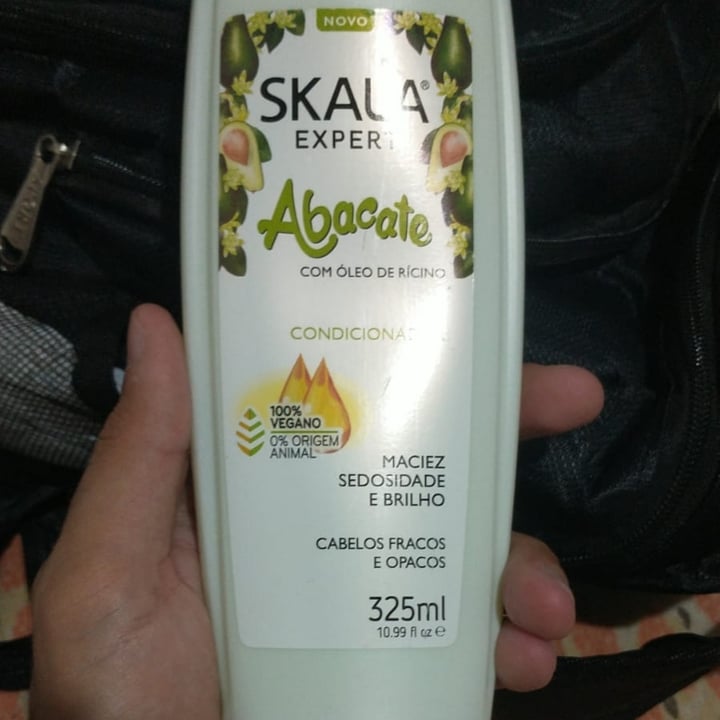 NOVO
SKALA®
EXPERT
Abacate
COM ÓLEO DE RÍCINO
100%
VEGANO
0% ORIGEM
ANIMAL
MACIEZ
SEDOSIDADE
E BRILHO
CABELOS FRACOS
E OPACOS
325ml
10.99 fl oz e